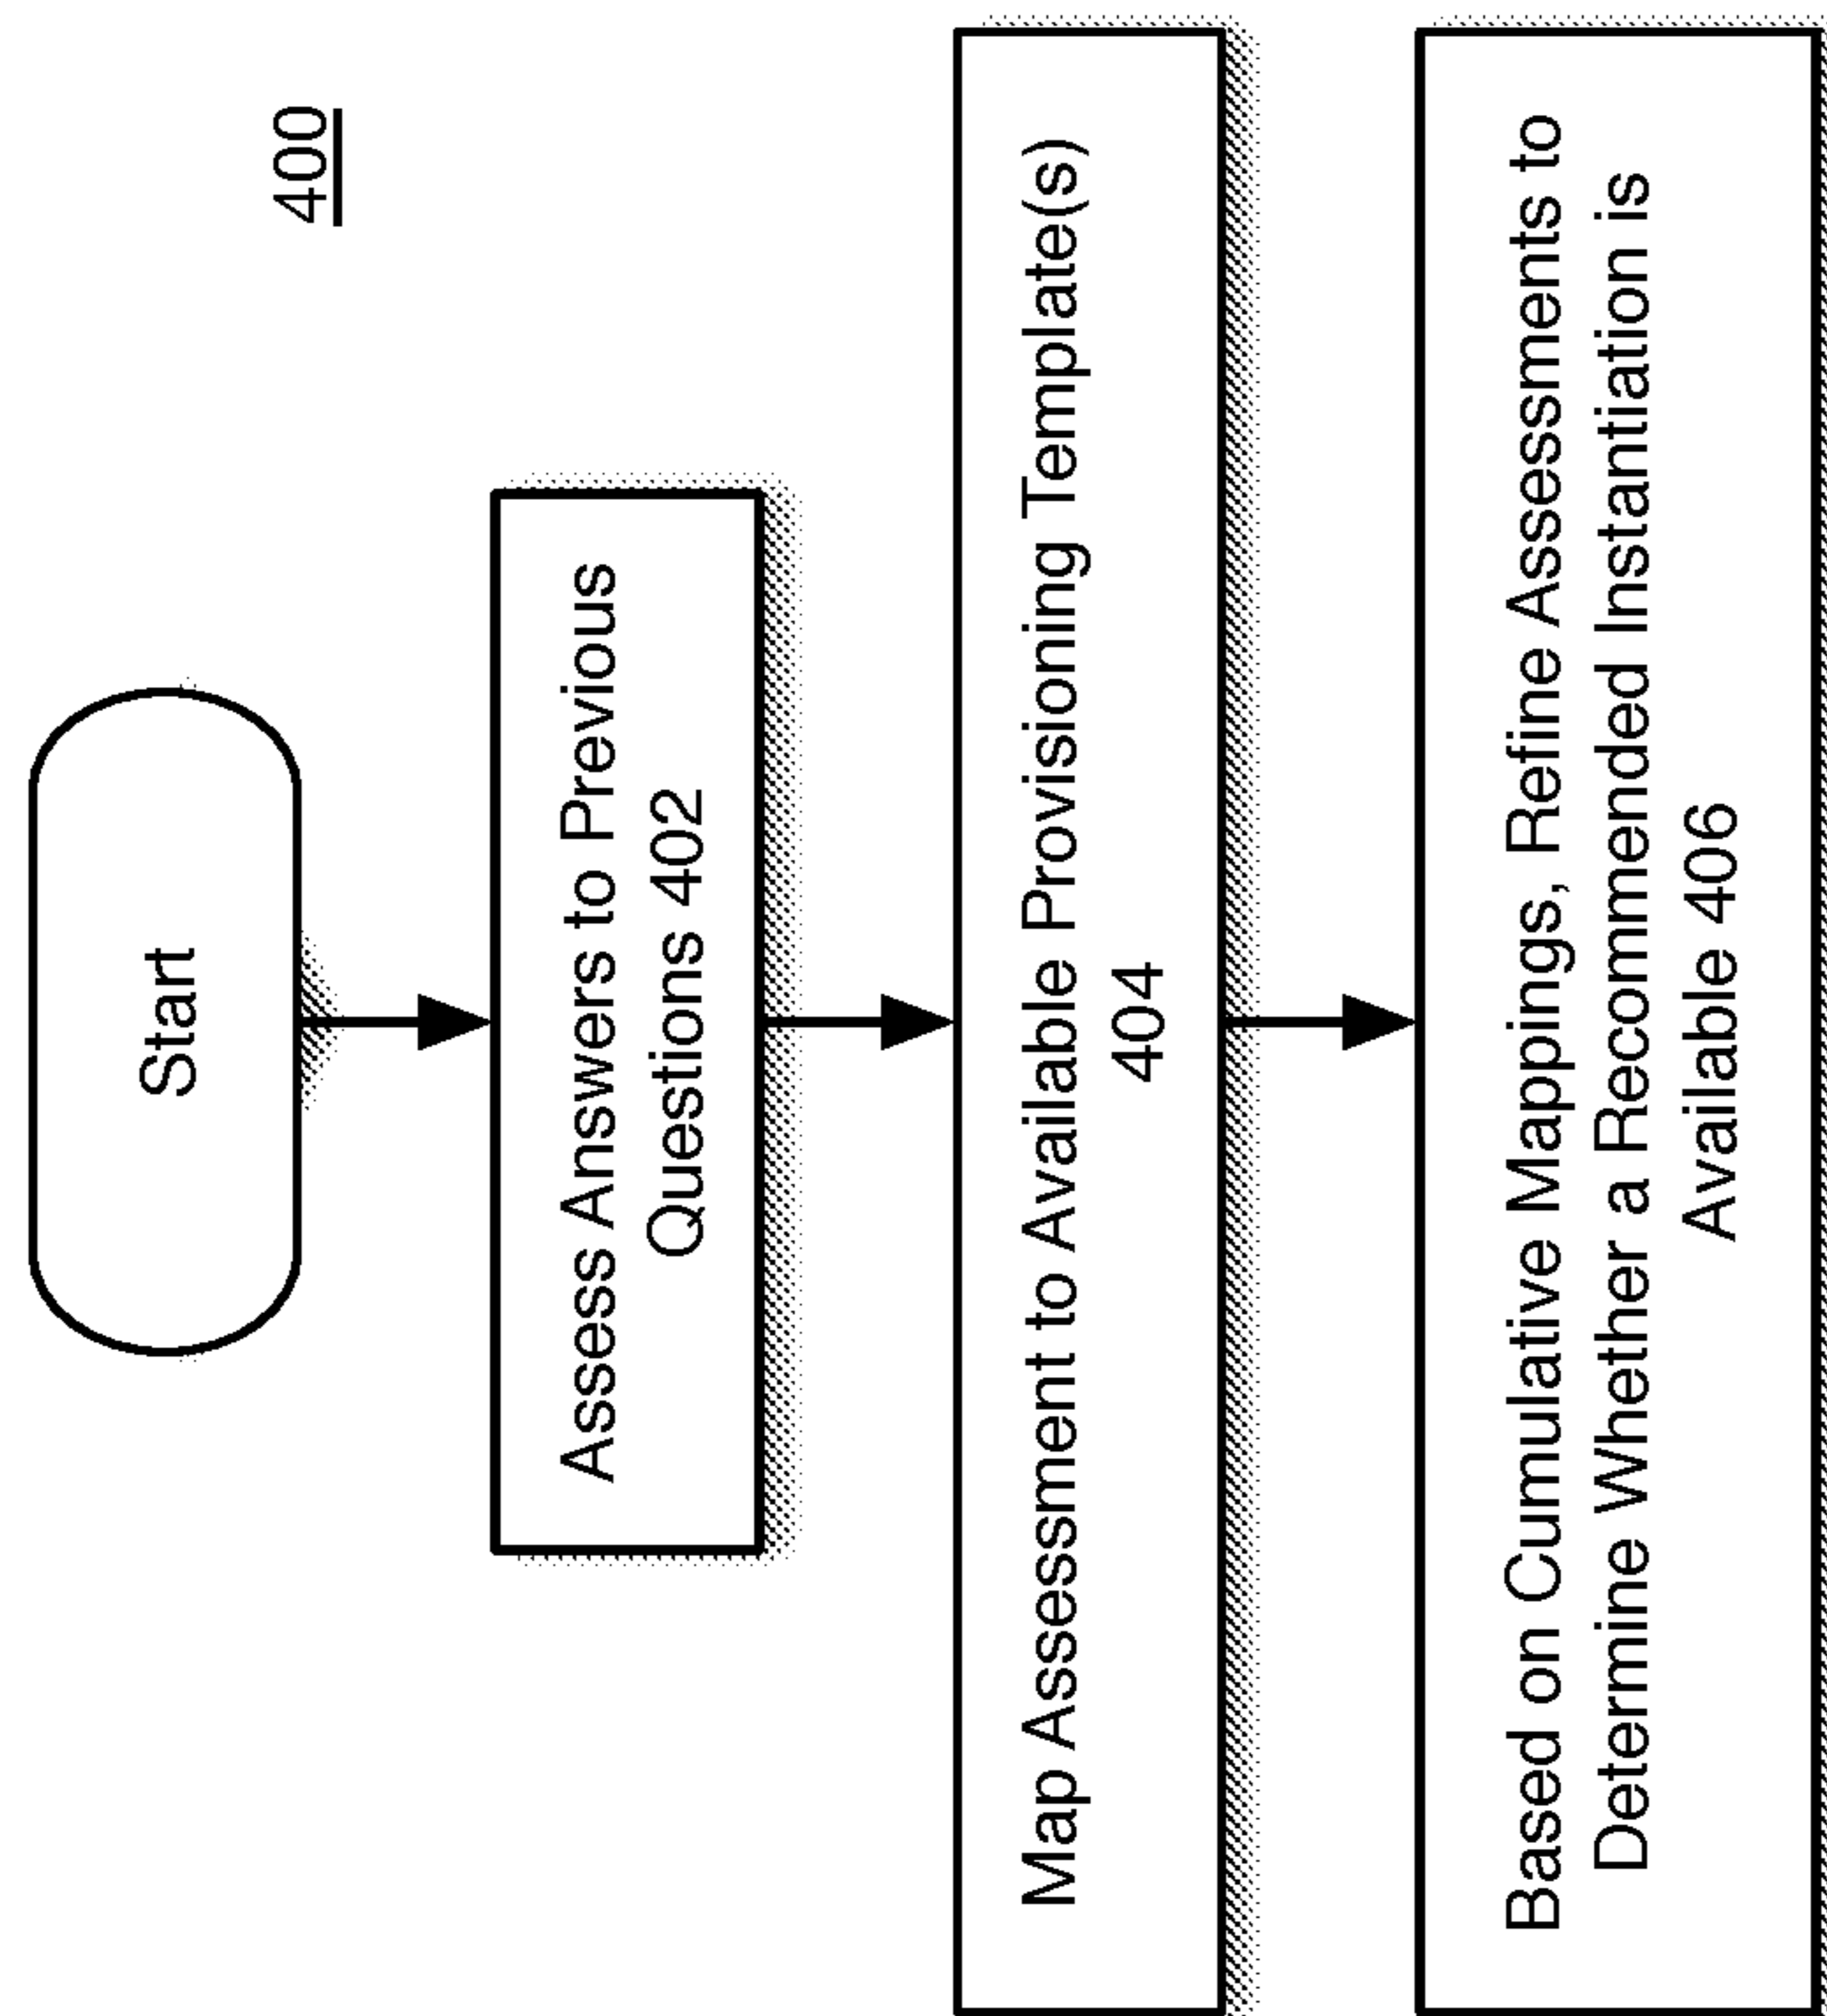 400
Start
Assess Answers to Previous
Questions 402
Map Assessment to Available Provisioning Template(s)
404
Based on Cumulative Mappings, Refine Assessments to
Determine Whether a Recommended Instantiation is
Available 406